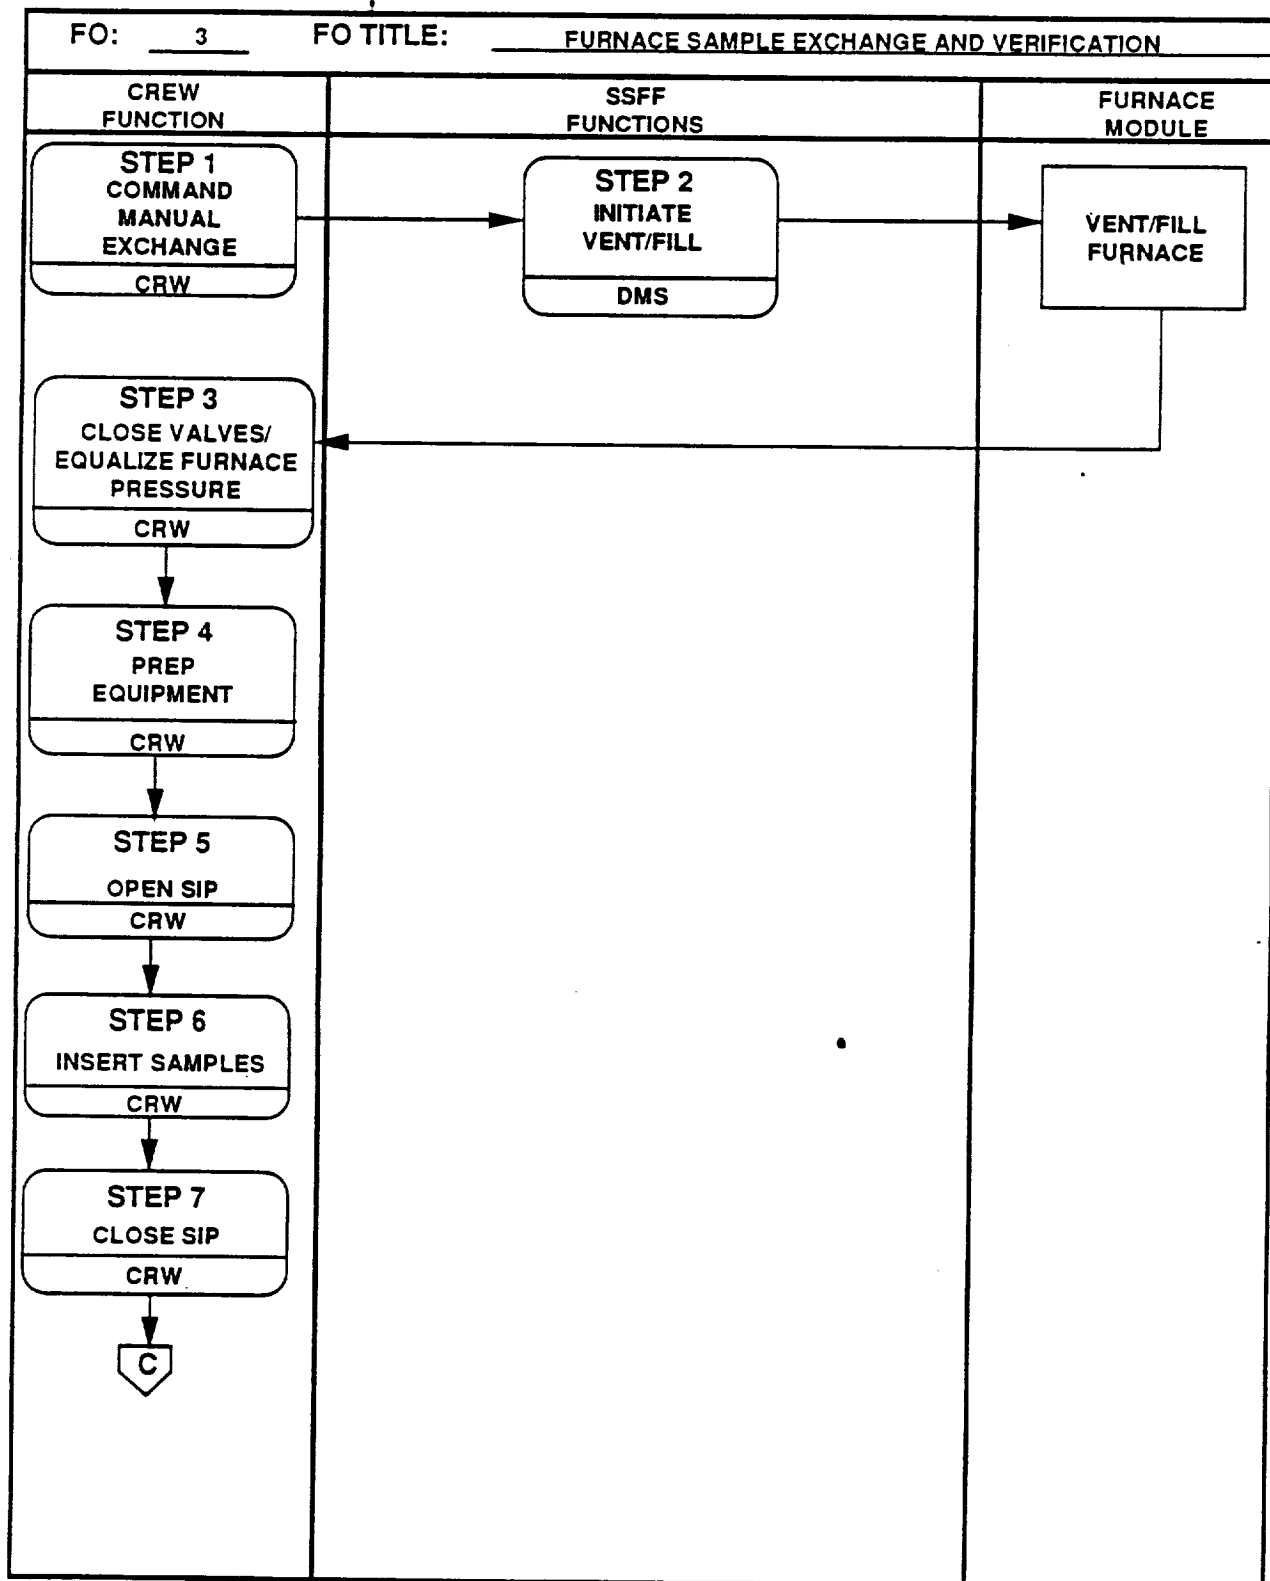 FO: 3 FO TITLE: FURNACE SAMPLE EXCHANGE AND VERIFICATION
CREW
FUNCTION
SSFF
FUNCTIONS
FURNACE
MODULE
STEP 1
COMMAND
MANUAL
EXCHANGE
CRW
STEP 2
INITIATE
VENT/FILL
DMS
VENT/FILL
FURNACE
STEP 3
CLOSE VALVES/
EQUALIZE FURNACE
PRESSURE
CRW
STEP 4
PREP
EQUIPMENT
CRW
STEP 5
OPEN SIP
CRW
STEP 6
INSERT SAMPLES
CRW
STEP 7
CLOSE SIP
CRW
C